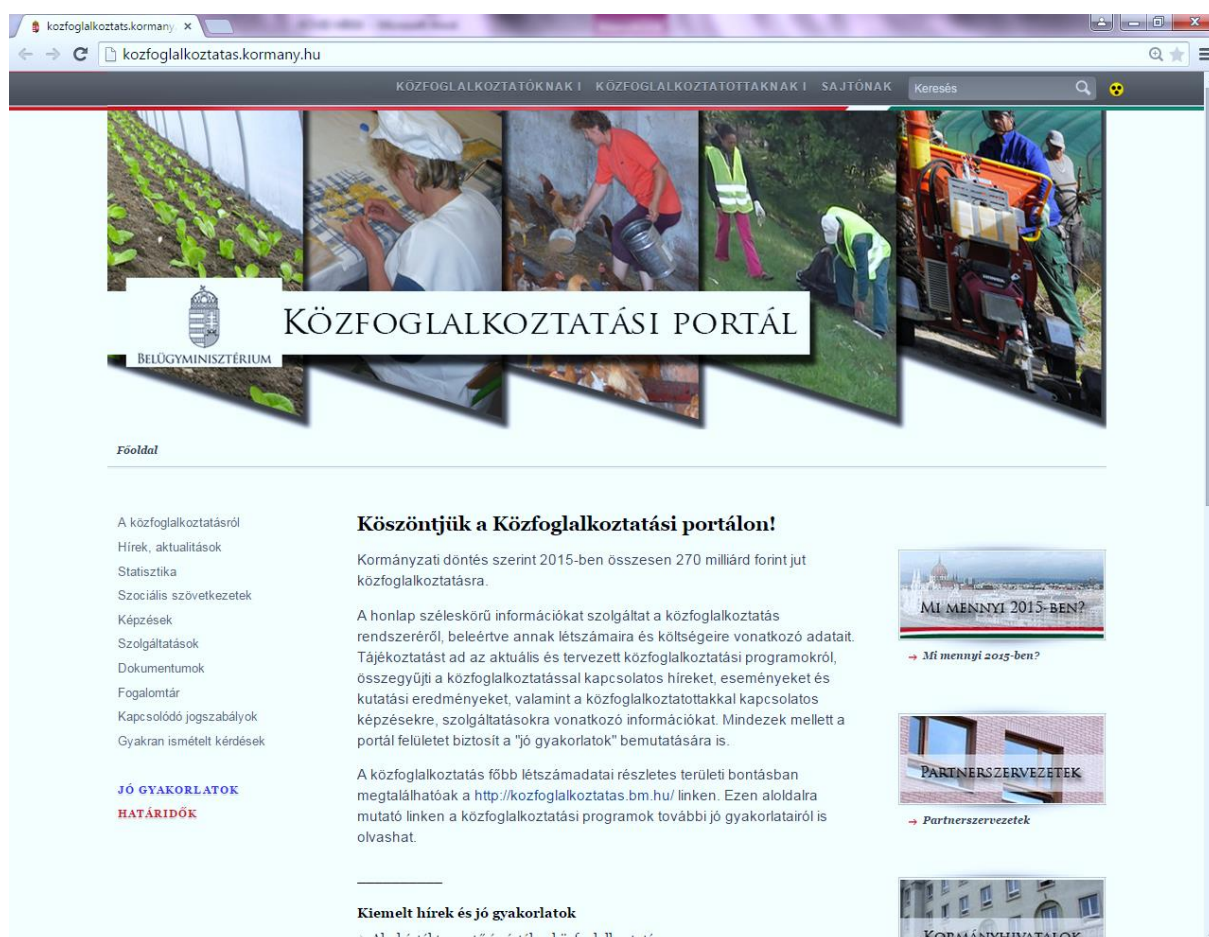 kozfoglalkoztats.kormany.
kozfoglalkoztatas.kormany.hu
KÖZFOGLALKOZTATÓKNAK I KÖZFOGLALKOZTATOTTAKNAK I SAJTÓNAK
Keresés
KÖZFOGLALKOZTATÁSI PORTÁL
BELÜGYMINISZTÉRIUM
Főoldal
A közfoglalkoztatásról
Hírek, aktualitások
Statisztika
Szociális szövetkezetek
Képzések
Szolgáltatások
Dokumentumok
Fogalomtár
Kapcsolódó jogszabályok
Gyakran ismételt kérdések
JÓ GYAKORLATOK
HATÁRIDŐK
Köszöntjük a Közfoglalkoztatási portálon!
Kormányzati döntés szerint 2015-ben összesen 270 milliárd forint jut
közfoglalkoztatásra.
A honlap széleskörű információkat szolgáltat a közfoglalkoztatás
rendszeréről, beleértve annak létszámaira és költségeire vonatkozó adatait.
Tájékoztatást ad az aktuális és tervezett közfoglalkoztatási programokról,
összegyűjti a közfoglalkoztatással kapcsolatos híreket, eseményeket és
kutatási eredményeket, valamint a közfoglalkoztatottakkal kapcsolatos
képzésekre, szolgáltatásokra vonatkozó információkat. Mindezek mellett a
portál felületet biztosít a "jó gyakorlatok" bemutatására is.
A közfoglalkoztatás főbb létszámadatai részletes területi bontásban
megtalálhatóak a http://kozfoglalkoztatas.bm.hu/ linken. Ezen aloldalra
mutató linken a közfoglalkoztatási programok további jó gyakorlatairól is
olvashat.
Kiemelt hírek és jó gyakorlatok
MI MENNYI 2015-BEN?
→ Mi mennyi 2015-ben?
PARTNERSZERVEZETEK
→ Partnerszervezetek
KORMÁNYHIVATALOK